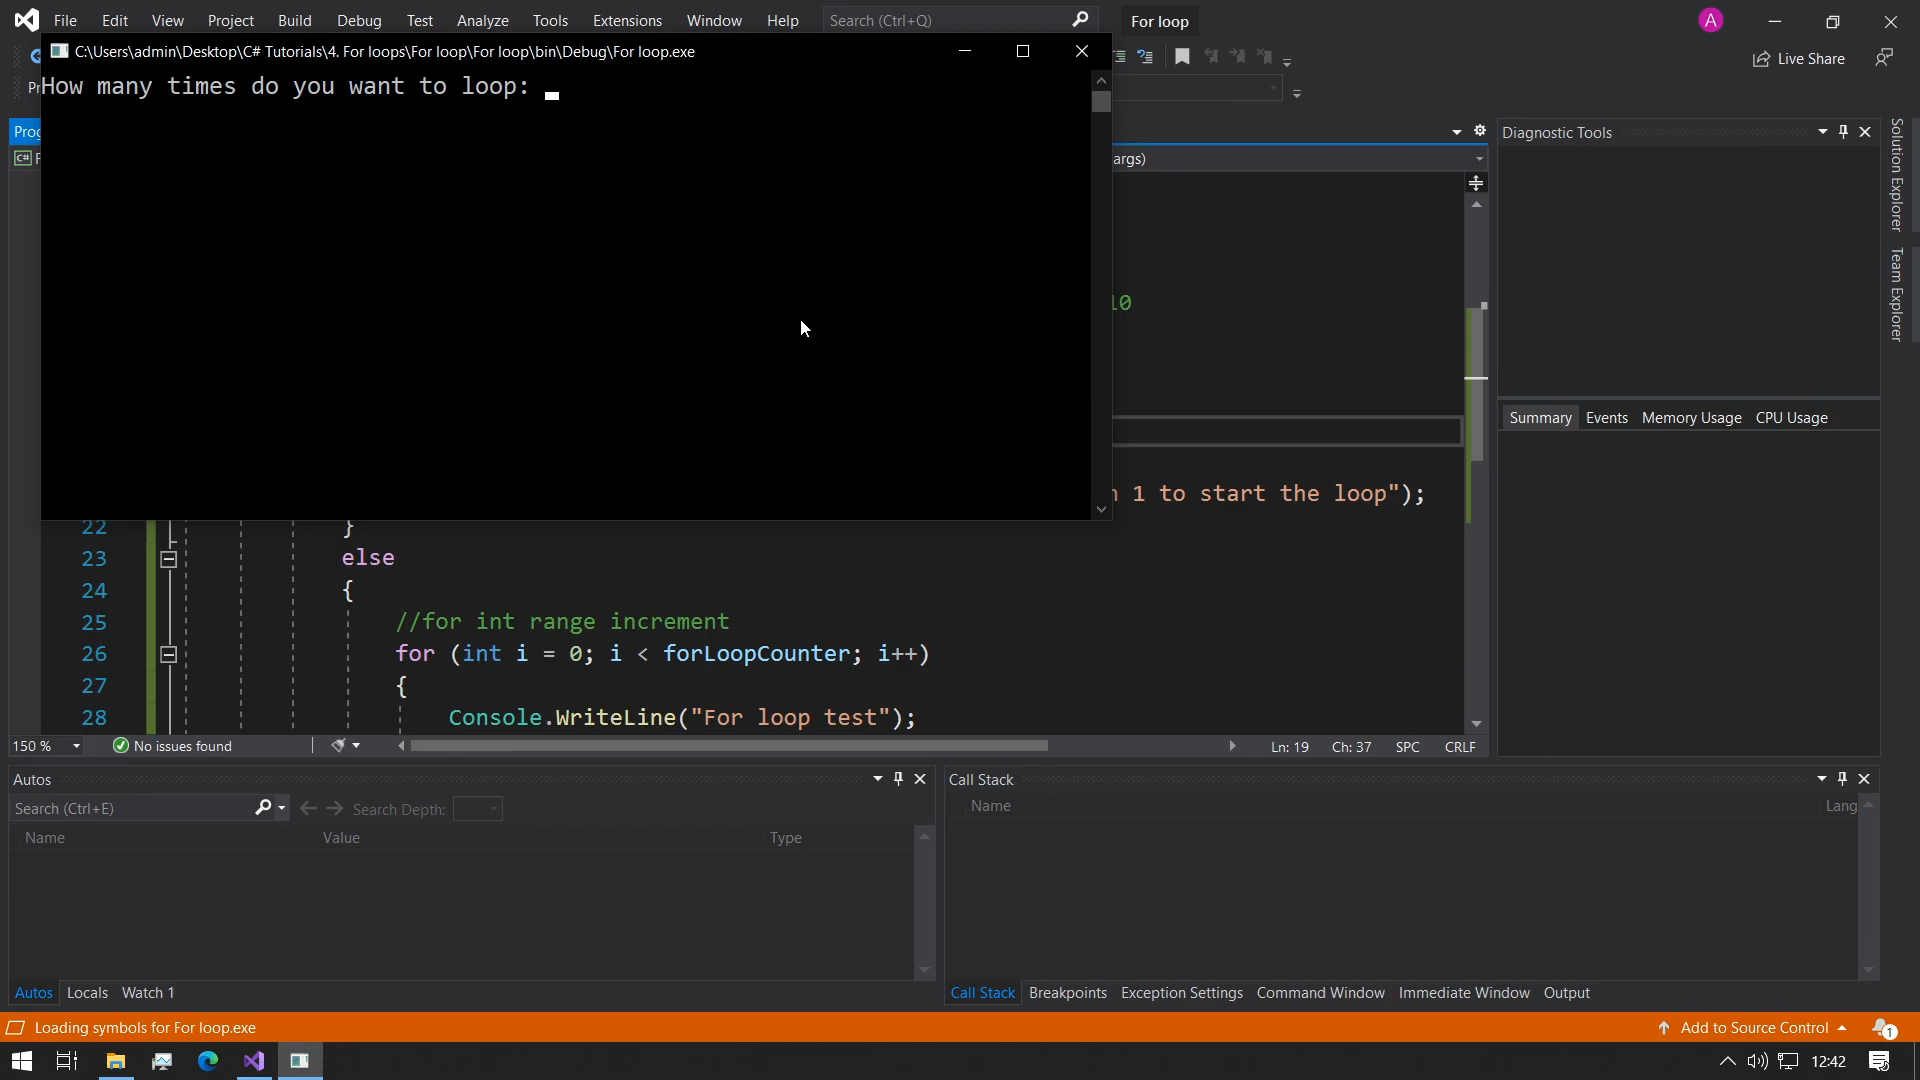 File Edit View Project Build Debug Test Analyze Tools Extensions Window Help Search (Ctrl+Q) For loop A
C:\Users\admin\Desktop\C# Tutorials\4. For loops\For loop\For loop\bin\Debug\For loop.exe
Live Share
How many times do you want to loop:
Pr
Prog
Diagnostic Tools
C# F
args)
Solution Explorer
Team Explorer
10
Summary Events Memory Usage CPU Usage
1 to start the loop");
22 }
23 else
24 {
25 //for int range increment
26 for (int i = 0; i < forLoopCounter; i++)
27 {
28 Console.WriteLine("For loop test");
150 % No issues found Ln: 19 Ch: 37 SPC CRLF
Autos
Call Stack
Search (Ctrl+E) Search Depth:
Name Lang
Name Value Type
Autos Locals Watch 1
Call Stack Breakpoints Exception Settings Command Window Immediate Window Output
Loading symbols for For loop.exe
Add to Source Control 1
12:42